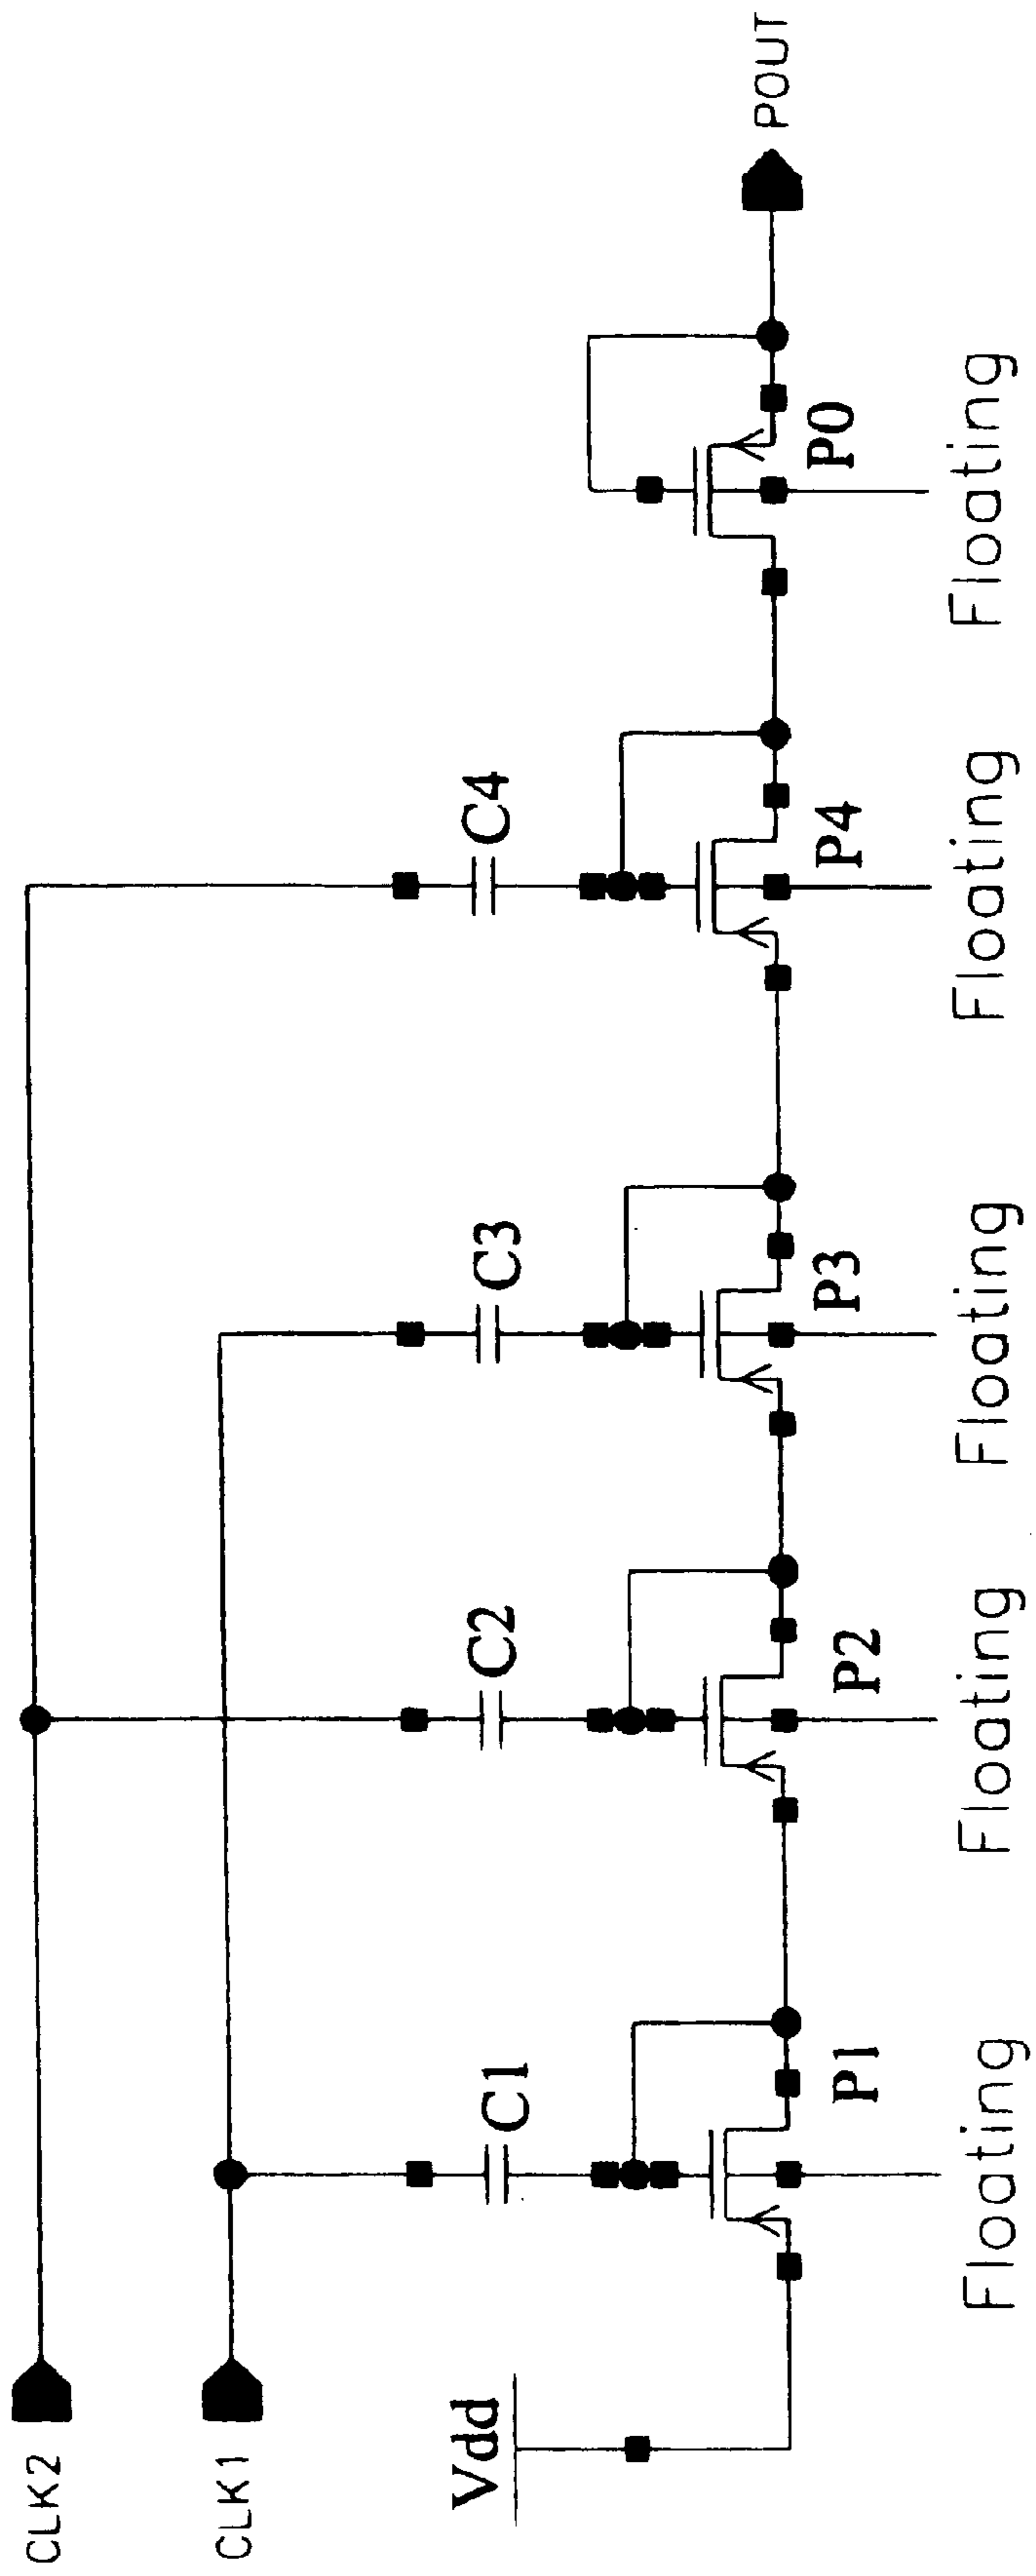 CLK2
CLK1
Vdd
C1
C2
C3
C4
P1
P2
P3
P4
P0
POUT
Floating
Floating
Floating
Floating
Floating